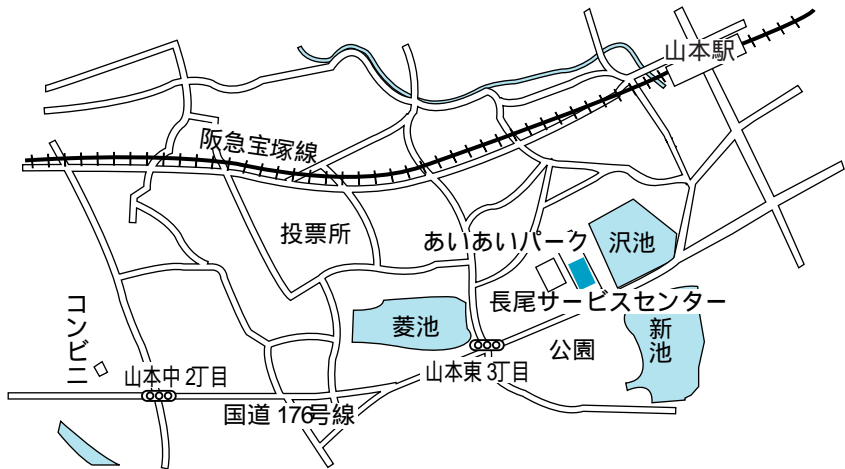 山本駅
阪急宝塚線
投票所
あいあいパーク
沢池
長尾サービスセンター
コンビニ
菱池
新池
公園
山本中2丁目
山本東3丁目
国道176号線